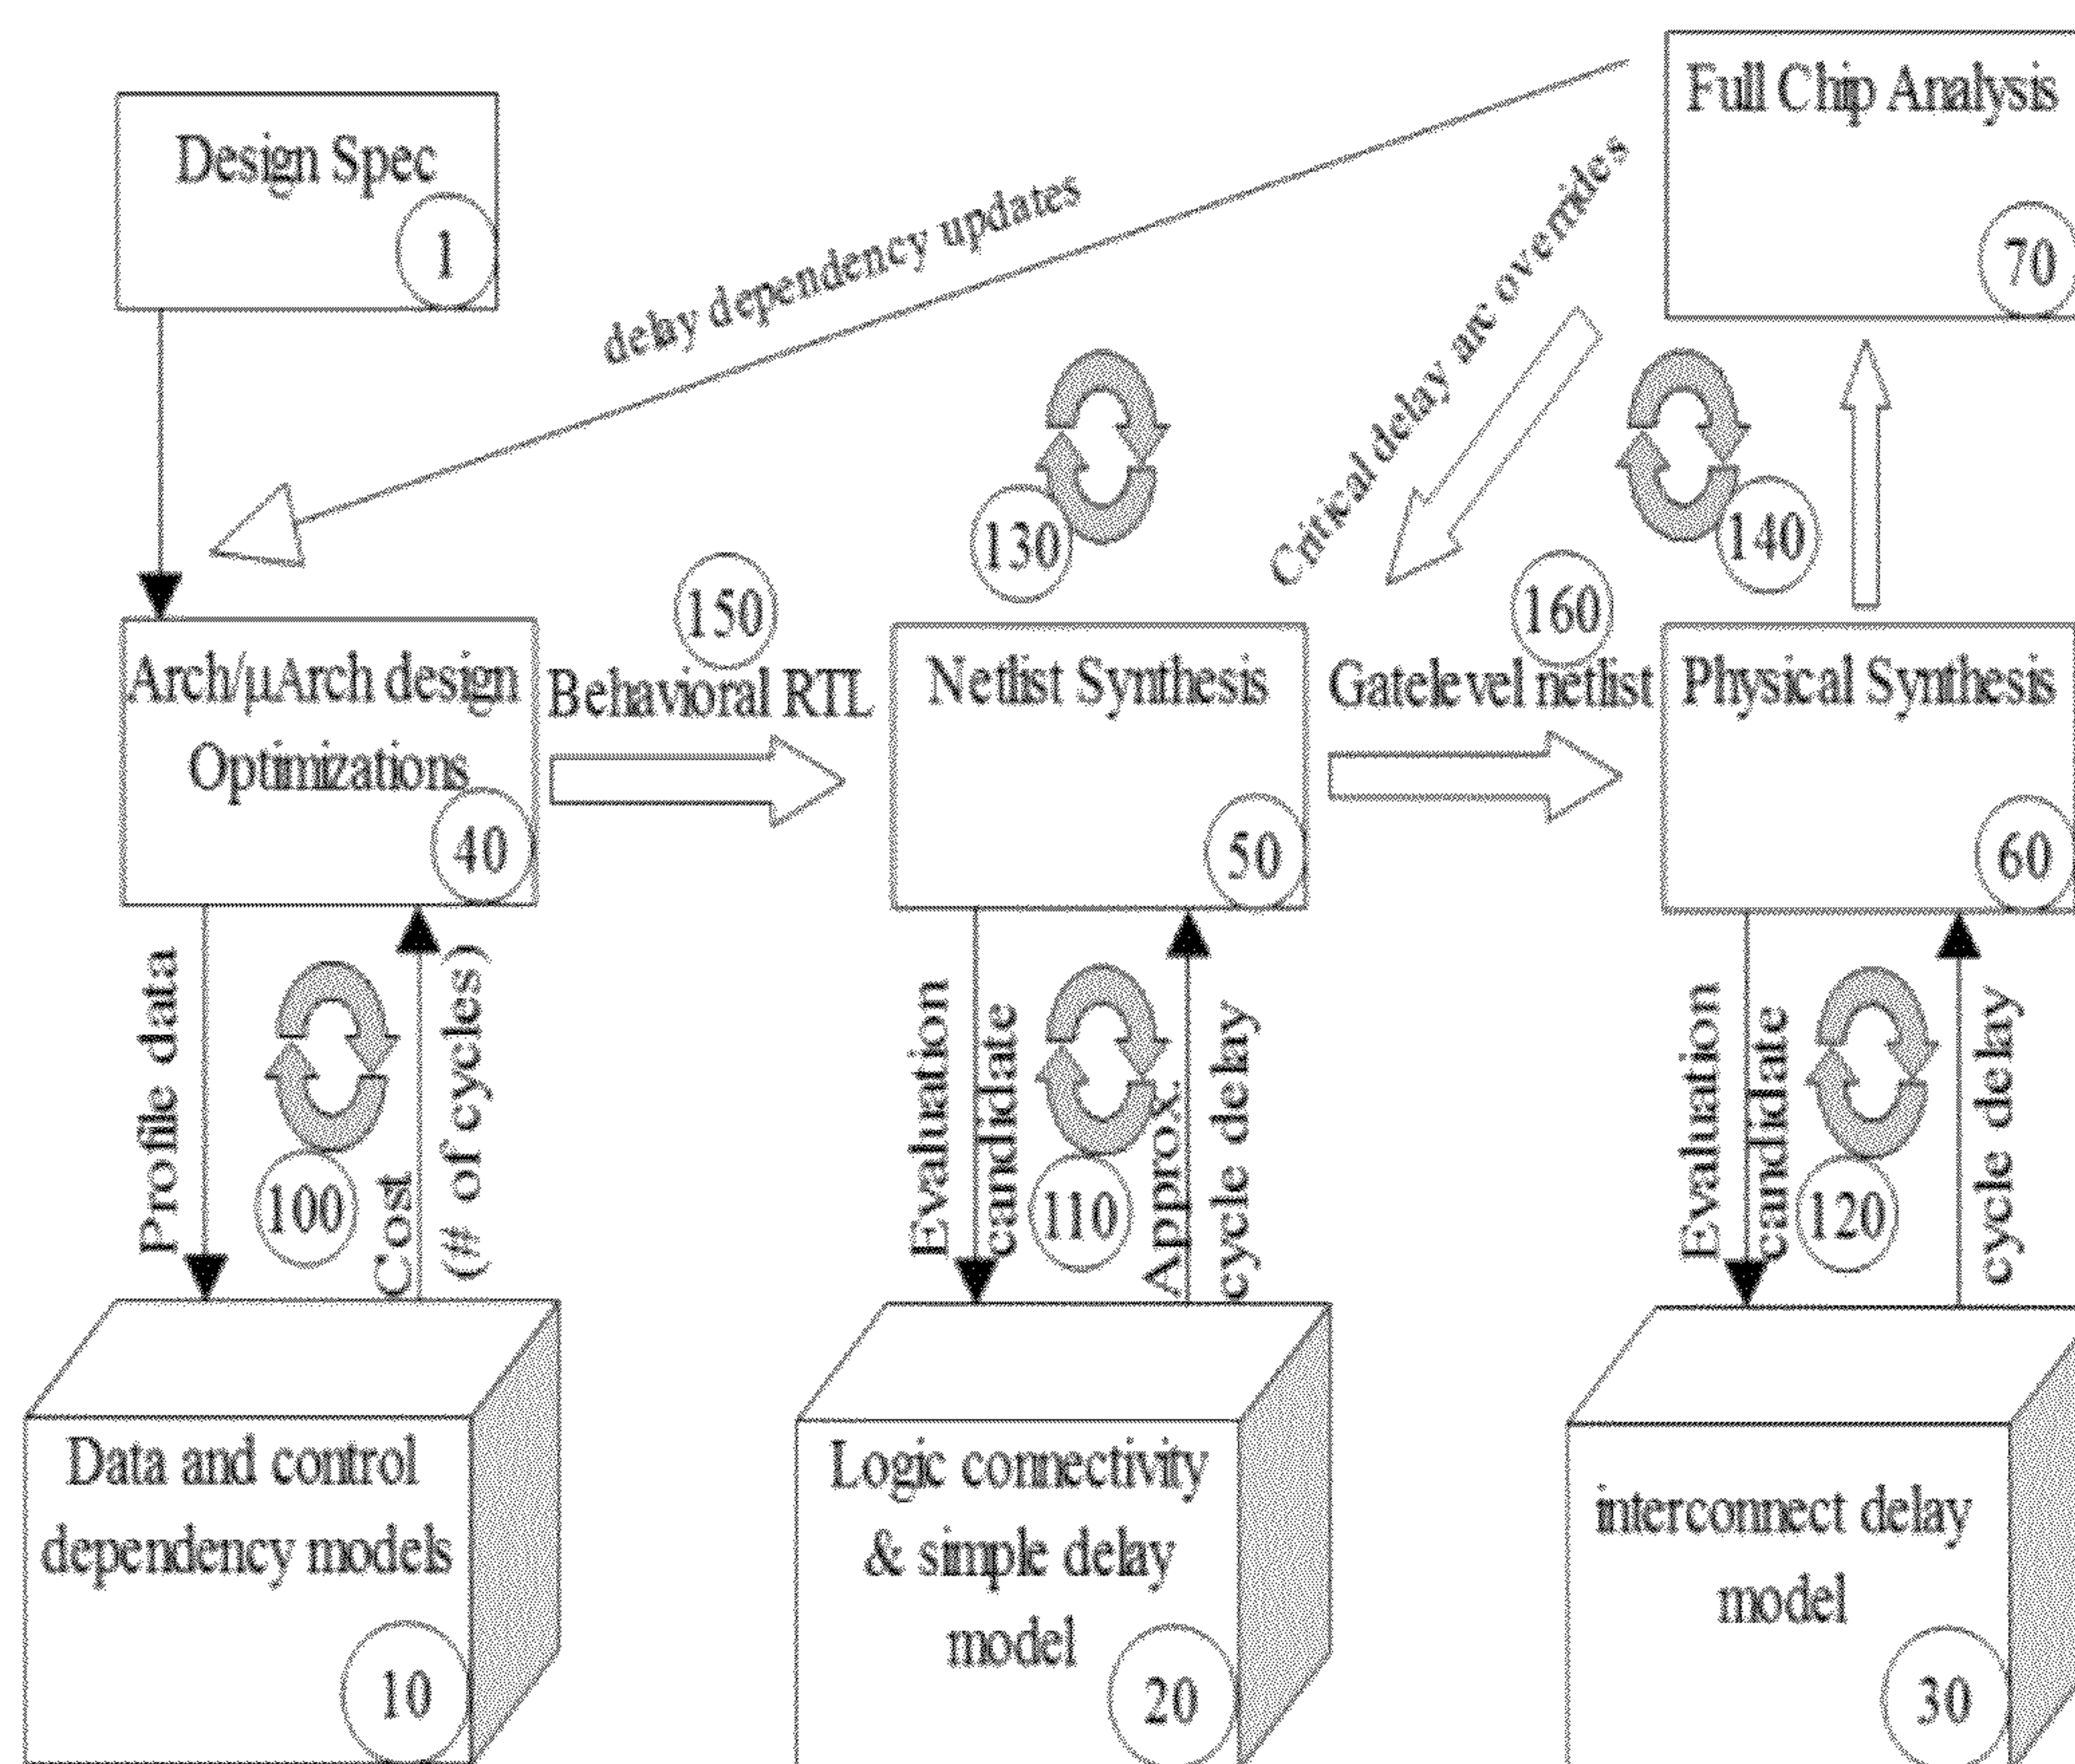 Design Spec
1
delay dependency updates
Critical delay arc overrides
Full Chip Analysis
70
130
140
150
160
Arch/μArch design
Optimizations
40
Behavioral RTL
Netlist Synthesis
50
Gatelevel netlist
Physical Synthesis
60
Profile data
100
Cost
(# of cycles)
Evaluation
candidate
110
Approx.
cycle delay
Evaluation
candidate
120
cycle delay
Data and control
dependency models
10
Logic connectivity
& simple delay
model
20
interconnect delay
model
30